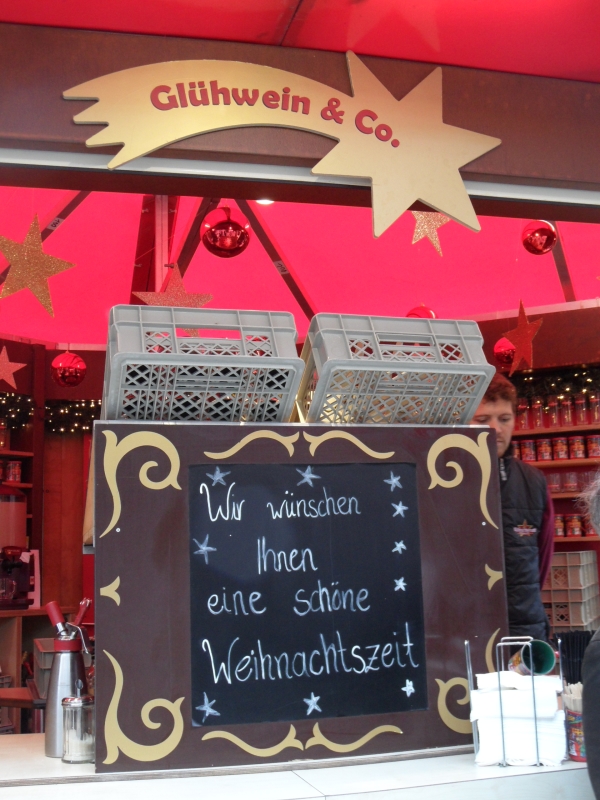 Glühwein & Co.
Wir wünschen
Ihnen
eine schöne
Weihnachtszeit